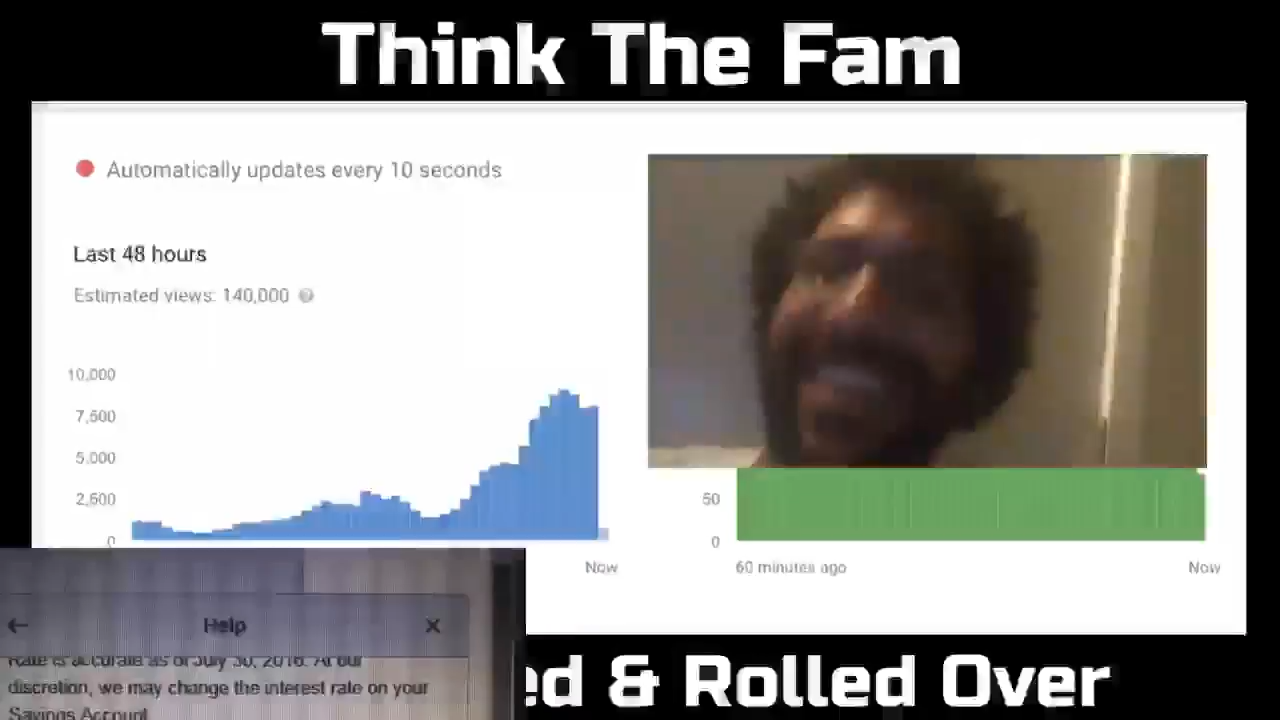 Think The Fam
Automatically updates every 10 seconds
Last 48 hours
Estimated views: 140,000
10,000
7,500
5,000
2,500
0
Now
50
0
60 minutes ago
Now
Help
Rate is accurate as of July 30, 2016. At our
discretion, we may change the interest rate on your
Savings Account
ed & Rolled Over